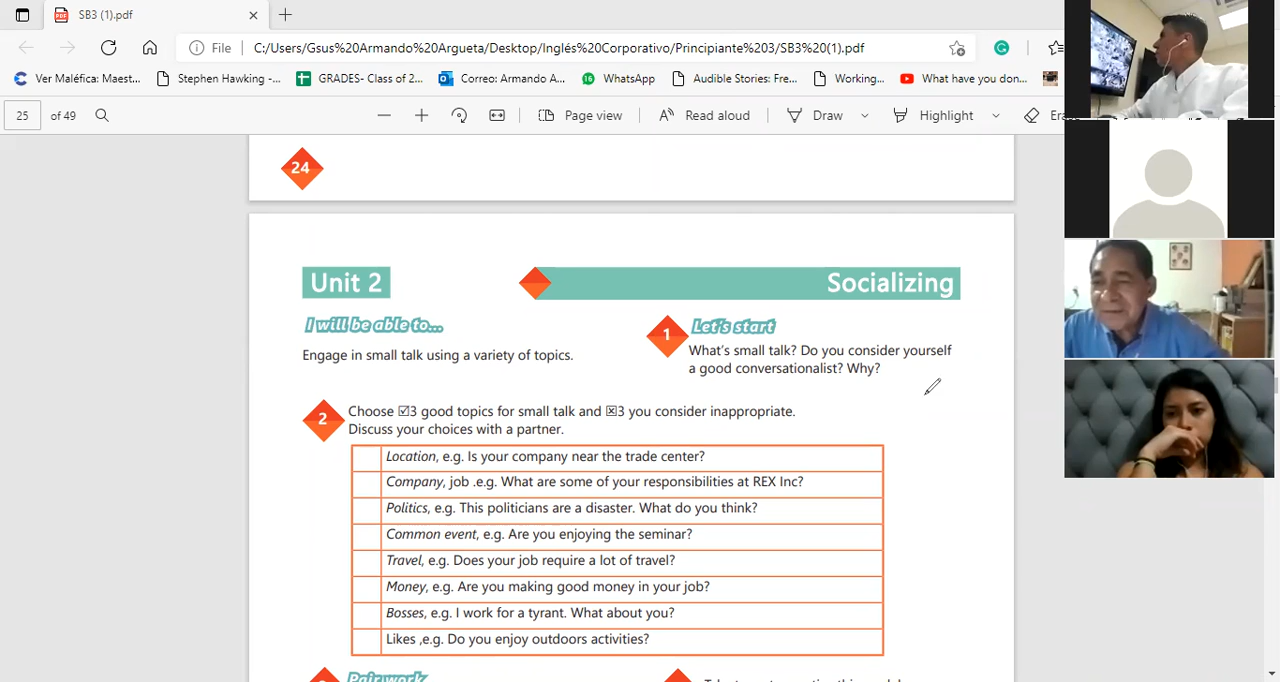 SB3 (1).pdf
File
C:/Users/Gsus%20Armando%20Argueta/Desktop/Inglés%20Corporativo/Principiante%203/SB3%20(1).pdf
Ver Maléfica: Maest...
Stephen Hawking -...
GRADES- Class of 2...
Correo: Armando A...
WhatsApp
Audible Stories: Fre...
Working...
What have you don...
25 of 49
Page view
Read aloud
Draw
Highlight
24
Unit 2
Socializing
I will be able to...
Engage in small talk using a variety of topics.
1
Let's start
What's small talk? Do you consider yourself
a good conversationalist? Why?
2
Choose ☑3 good topics for small talk and ☒3 you consider inappropriate.
Discuss your choices with a partner.
Location, e.g. Is your company near the trade center?
Company, job .e.g. What are some of your responsibilities at REX Inc?
Politics, e.g. This politicians are a disaster. What do you think?
Common event, e.g. Are you enjoying the seminar?
Travel, e.g. Does your job require a lot of travel?
Money, e.g. Are you making good money in your job?
Bosses, e.g. I work for a tyrant. What about you?
Likes ,e.g. Do you enjoy outdoors activities?
Pair work